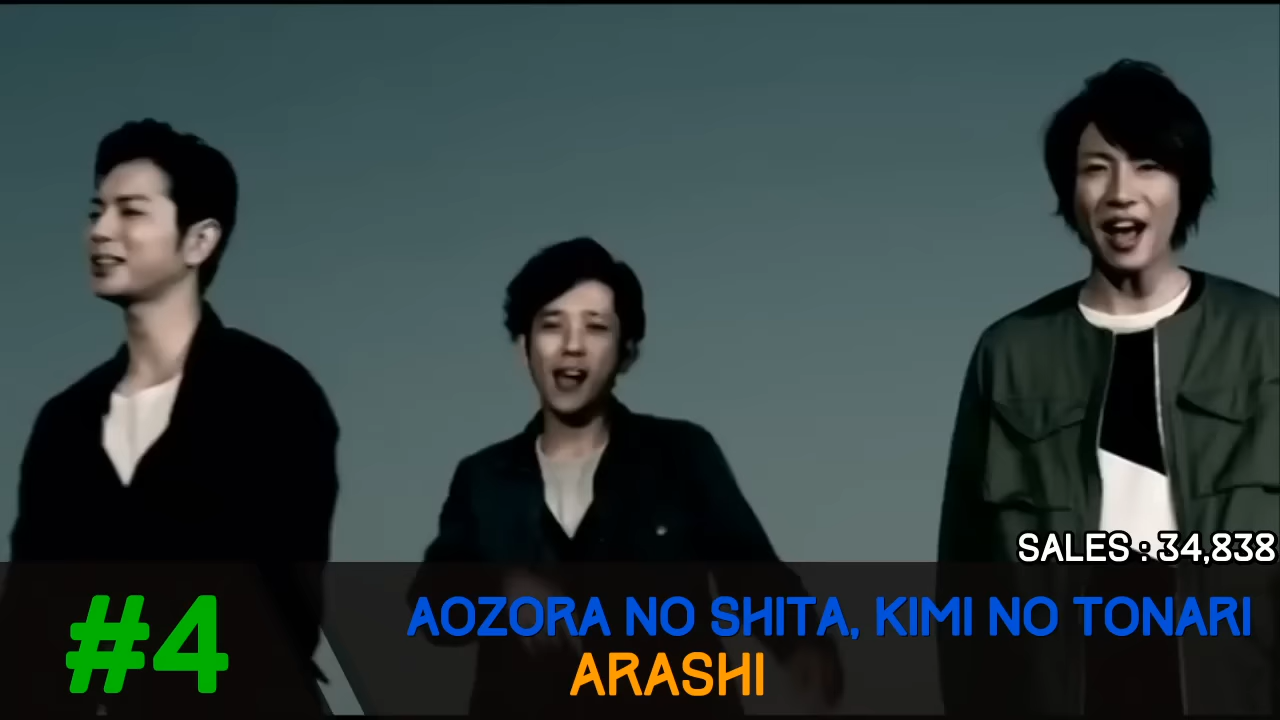 SALES : 34,838
#4
AOZORA NO SHITA, KIMI NO TONARI
ARASHI